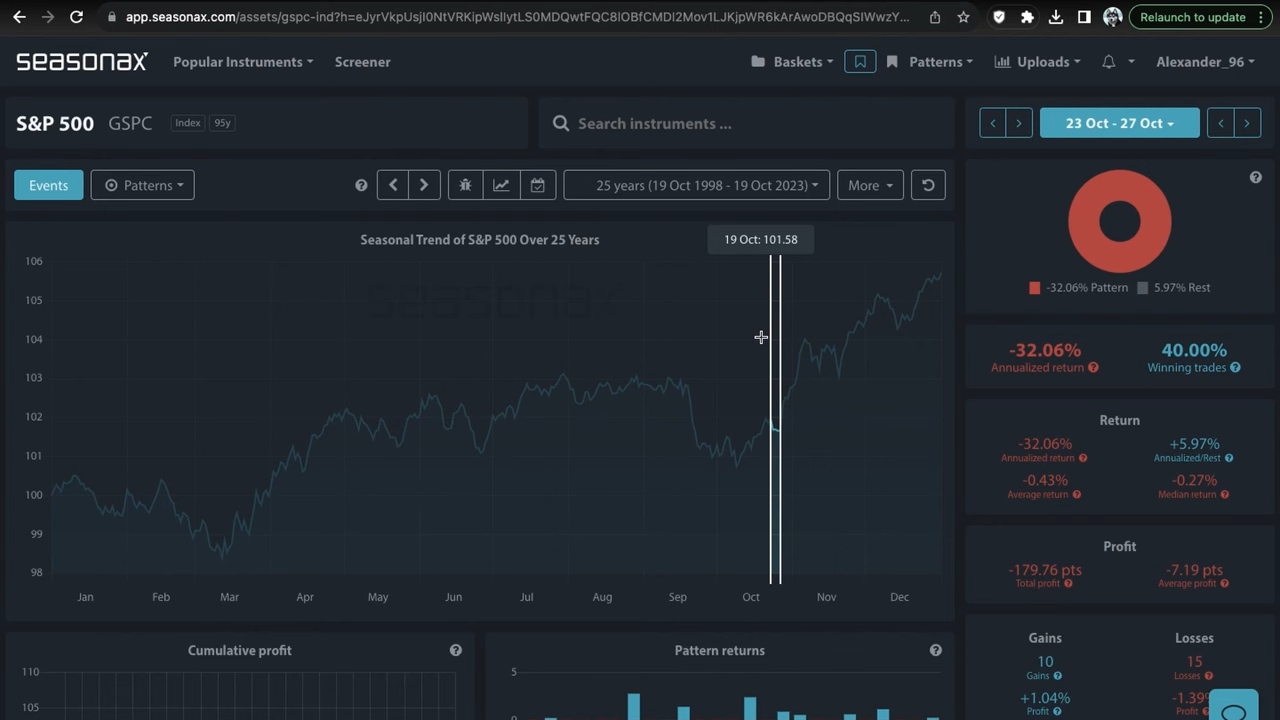 app.seasonax.com/assets/gspc-ind?h=eJyrVkpUsjI0NtVRKipWsIlytLS0MDQwtFQC8lOBfCMDI2Mov1LJKjpWR6kArAwoDBQqSIWwzY...
Relaunch to update
seasonax
Popular Instruments
Screener
Baskets
Patterns
Uploads
Alexander_96
S&P 500 GSPC Index 95y
Search instruments ...
23 Oct - 27 Oct
Events
Patterns
25 years (19 Oct 1998 - 19 Oct 2023)
More
Seasonal Trend of S&P 500 Over 25 Years
19 Oct: 101.58
seasonax
106
105
104
103
102
101
100
99
98
Jan Feb Mar Apr May Jun Jul Aug Sep Oct Nov Dec
-32.06% Pattern 5.97% Rest
-32.06% 40.00%
Annualized return Winning trades
Return
-32.06% +5.97%
Annualized return Annualized/Rest
-0.43% -0.27%
Average return Median return
Profit
-179.76 pts -7.19 pts
Total profit Average profit
Gains Losses
10 15
Gains Losses
+1.04% -1.39%
Profit Profit
Cumulative profit
110
105
Pattern returns
5
0